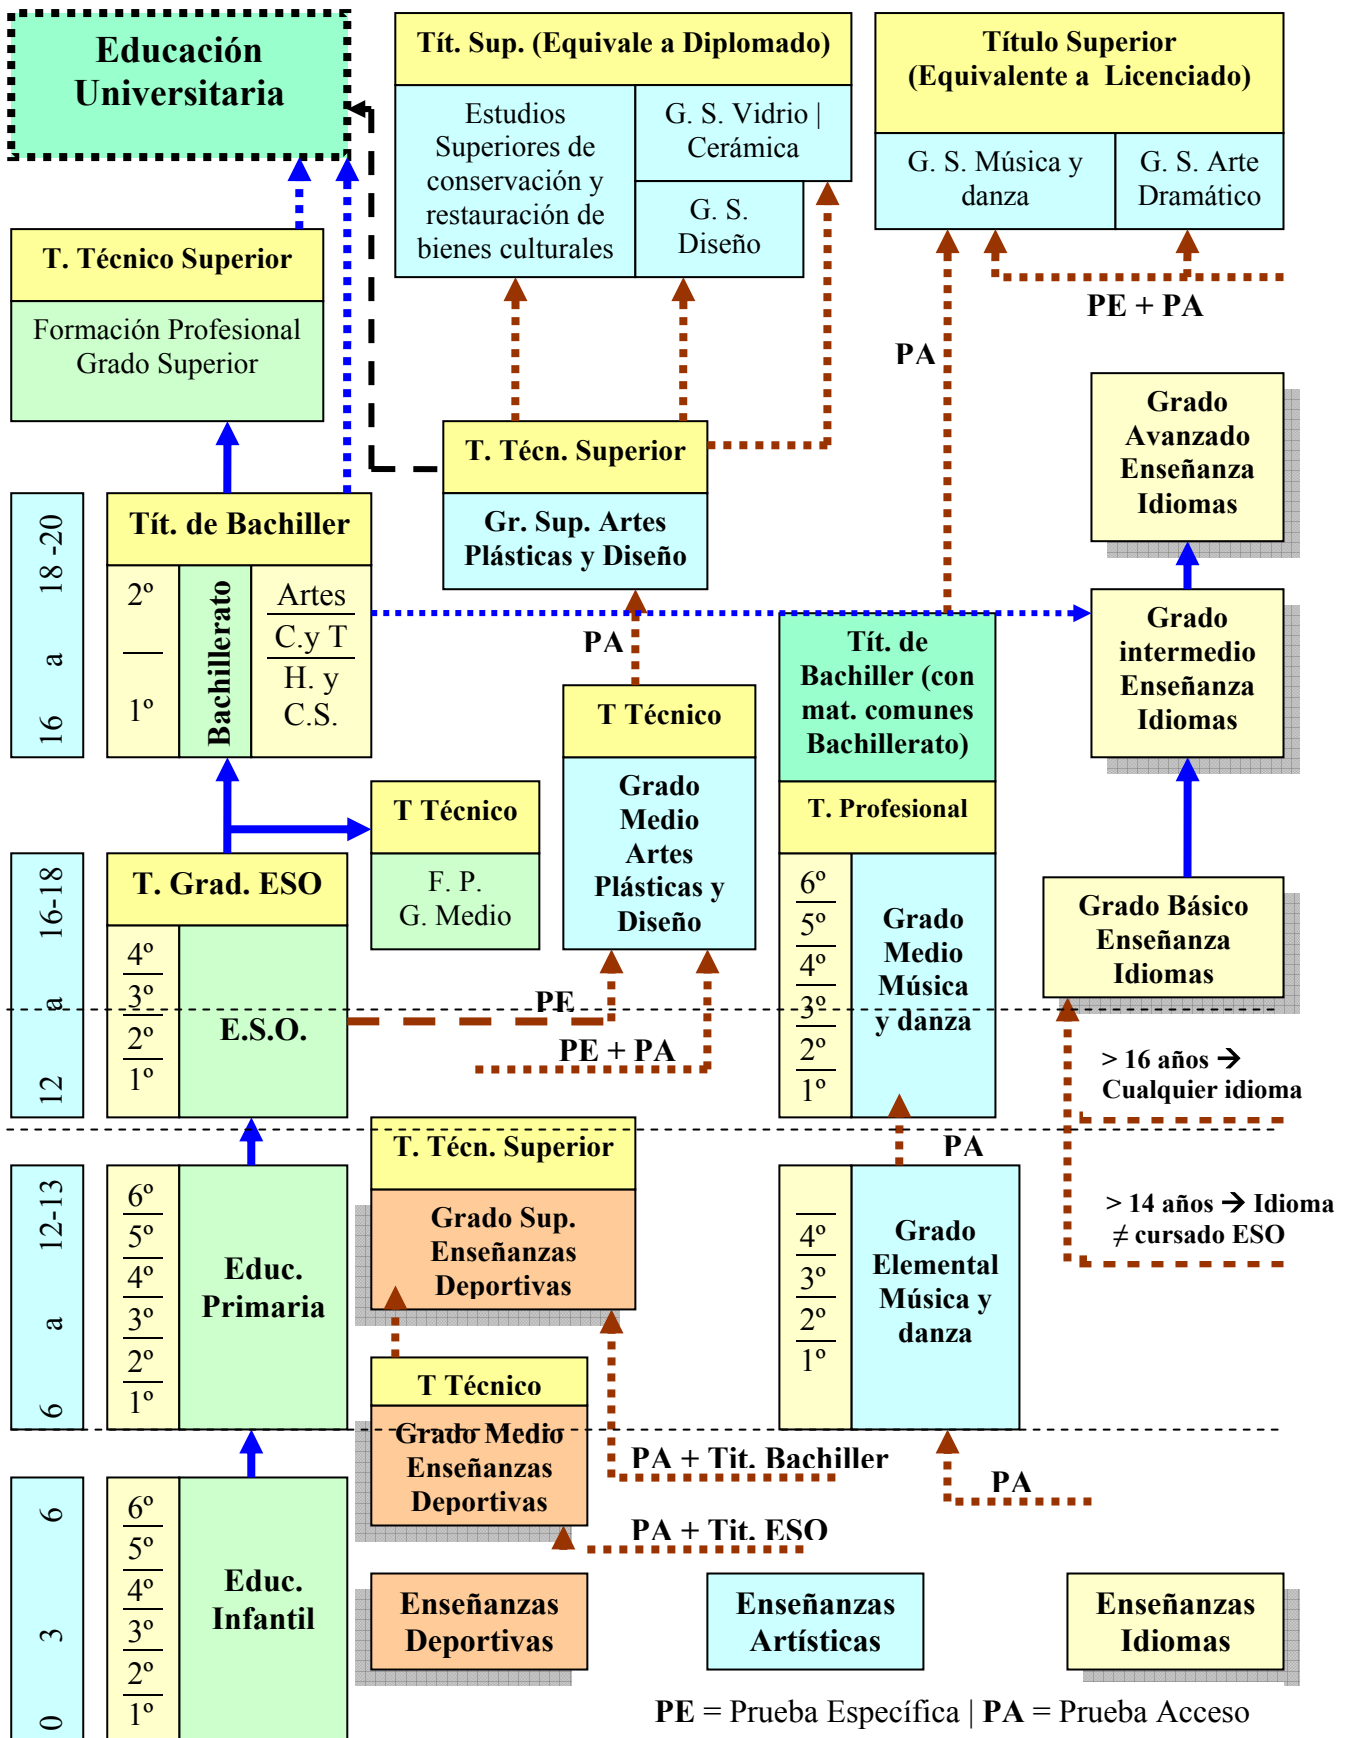 Educación
Universitaria
Tít. Sup. (Equivale a Diplomado)
Estudios
Superiores de
conservación y
restauración de
bienes culturales
G. S. Vidrio |
Cerámica
G. S.
Diseño
Título Superior
(Equivalente a Licenciado)
G. S. Música y
danza
G. S. Arte
Dramático
PE + PA
PA
T. Técnico Superior
Formación Profesional
Grado Superior
T. Técn. Superior
Gr. Sup. Artes
Plásticas y Diseño
PA
Grado
Avanzado
Enseñanza
Idiomas
16 a 18 -20
Tít. de Bachiller
2º
1º
Bachillerato
Artes
C.y T
H. y
C.S.
Tít. de
Bachiller (con
mat. comunes
Bachillerato)
T. Profesional
Grado
intermedio
Enseñanza
Idiomas
T Técnico
Grado
Medio
Artes
Plásticas y
Diseño
T Técnico
F. P.
G. Medio
12 a 16-18
T. Grad. ESO
4º
3º
2º
1º
E.S.O.
PE
PE + PA
6º
5º
4º
3º
2º
1º
Grado
Medio
Música
y danza
Grado Básico
Enseñanza
Idiomas
> 16 años →
Cualquier idioma
> 14 años → Idioma
≠ cursado ESO
PA
6 a 12-13
6º
5º
4º
3º
2º
1º
Educ.
Primaria
T. Técn. Superior
Grado Sup.
Enseñanzas
Deportivas
4º
3º
2º
1º
Grado
Elemental
Música y
danza
T Técnico
Grado Medio
Enseñanzas
Deportivas
PA + Tit. Bachiller
PA
PA + Tit. ESO
0 3 6
6º
5º
4º
3º
2º
1º
Educ.
Infantil
Enseñanzas
Deportivas
Enseñanzas
Artísticas
Enseñanzas
Idiomas
PE = Prueba Específica | PA = Prueba Acceso